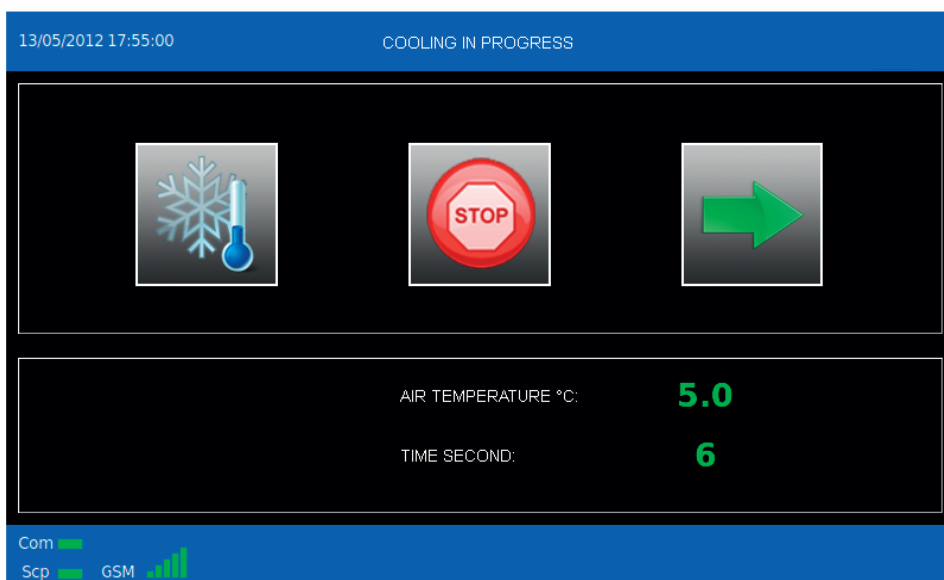 13/05/2012 17:55:00 COOLING IN PROGRESS
STOP
AIR TEMPERATURE °C: 5.0
TIME SECOND: 6
Com
Scp GSM